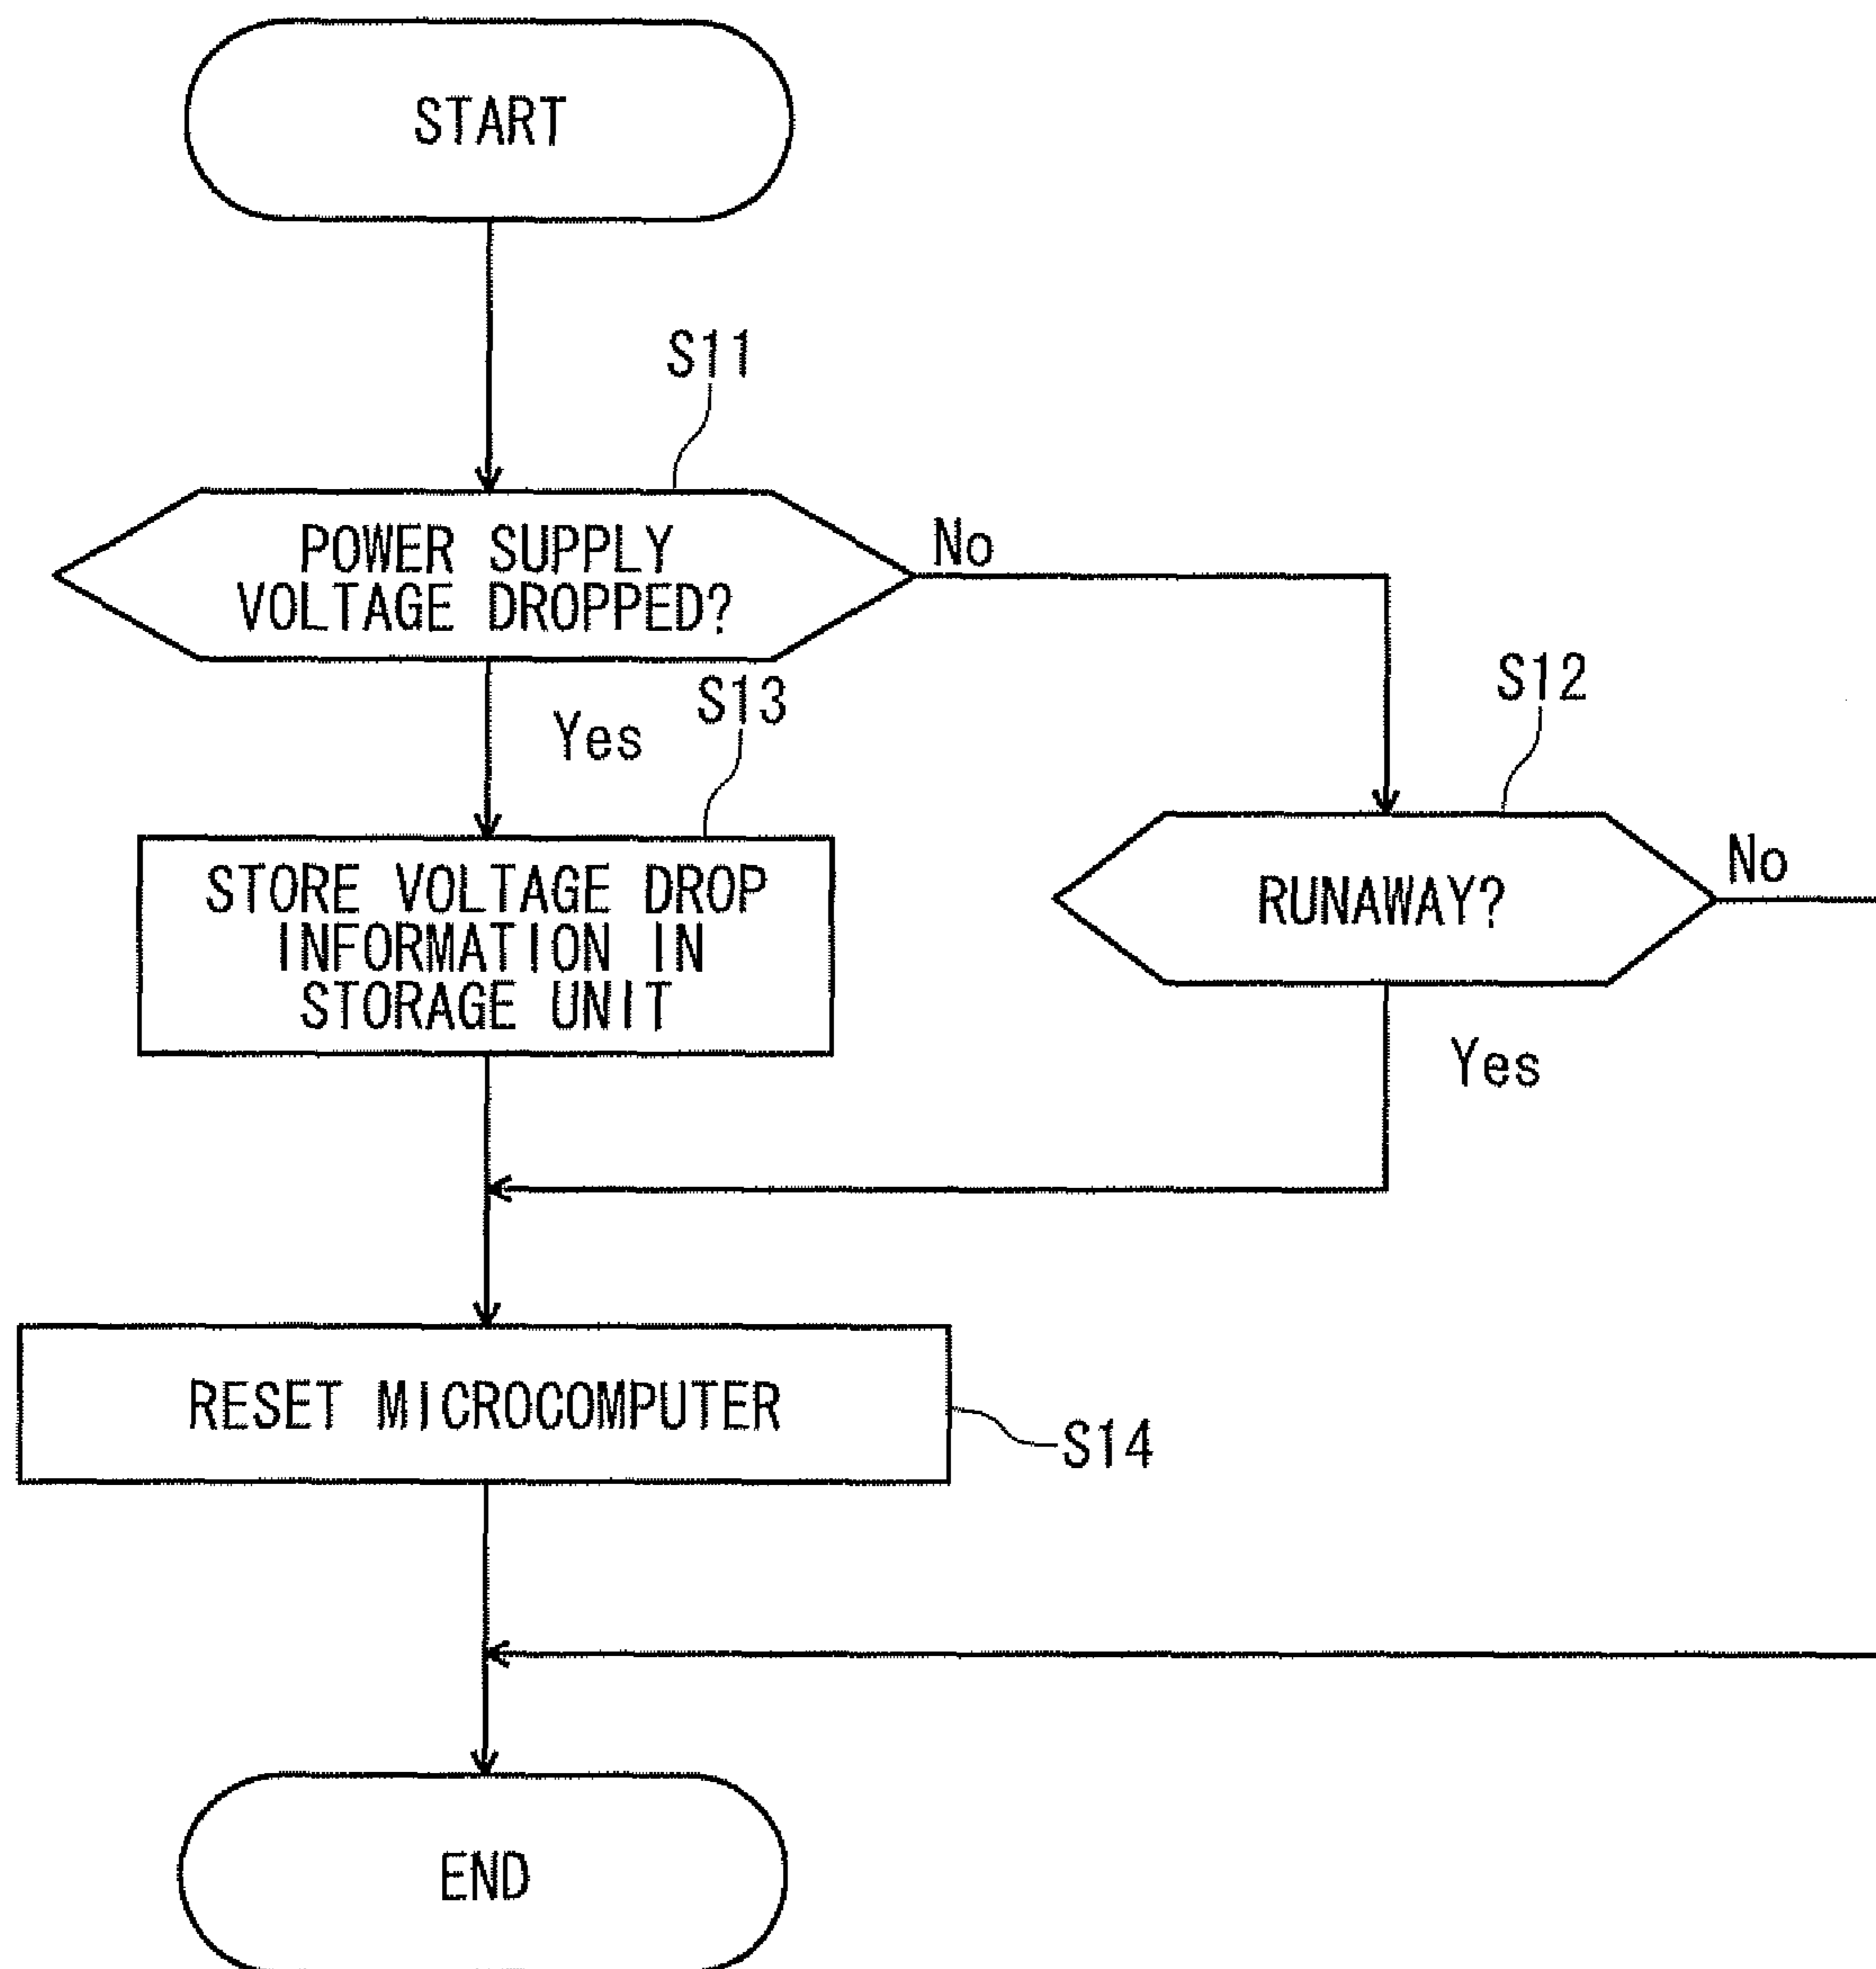 START
S11
POWER SUPPLY
VOLTAGE DROPPED?
No
S13
Yes
S12
STORE VOLTAGE DROP
INFORMATION IN
STORAGE UNIT
RUNAWAY?
No
Yes
RESET MICROCOMPUTER
S14
END